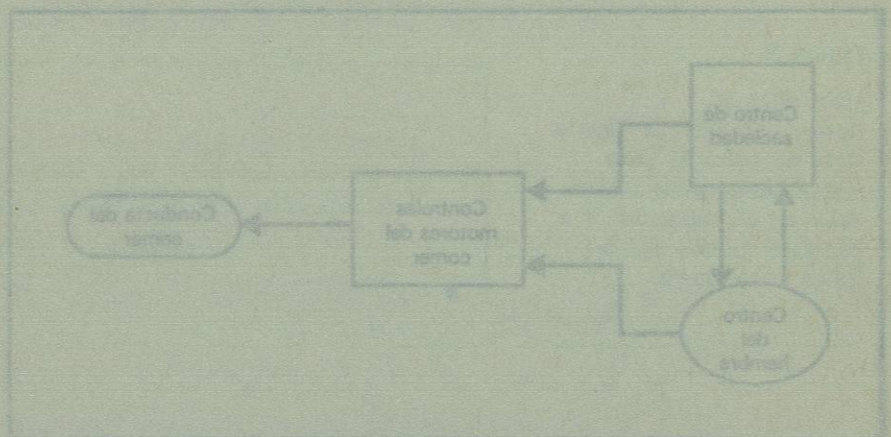 Centro de
saciedad
Controles
motores del
comer
Conducta del
comer
Centro
del
hambre